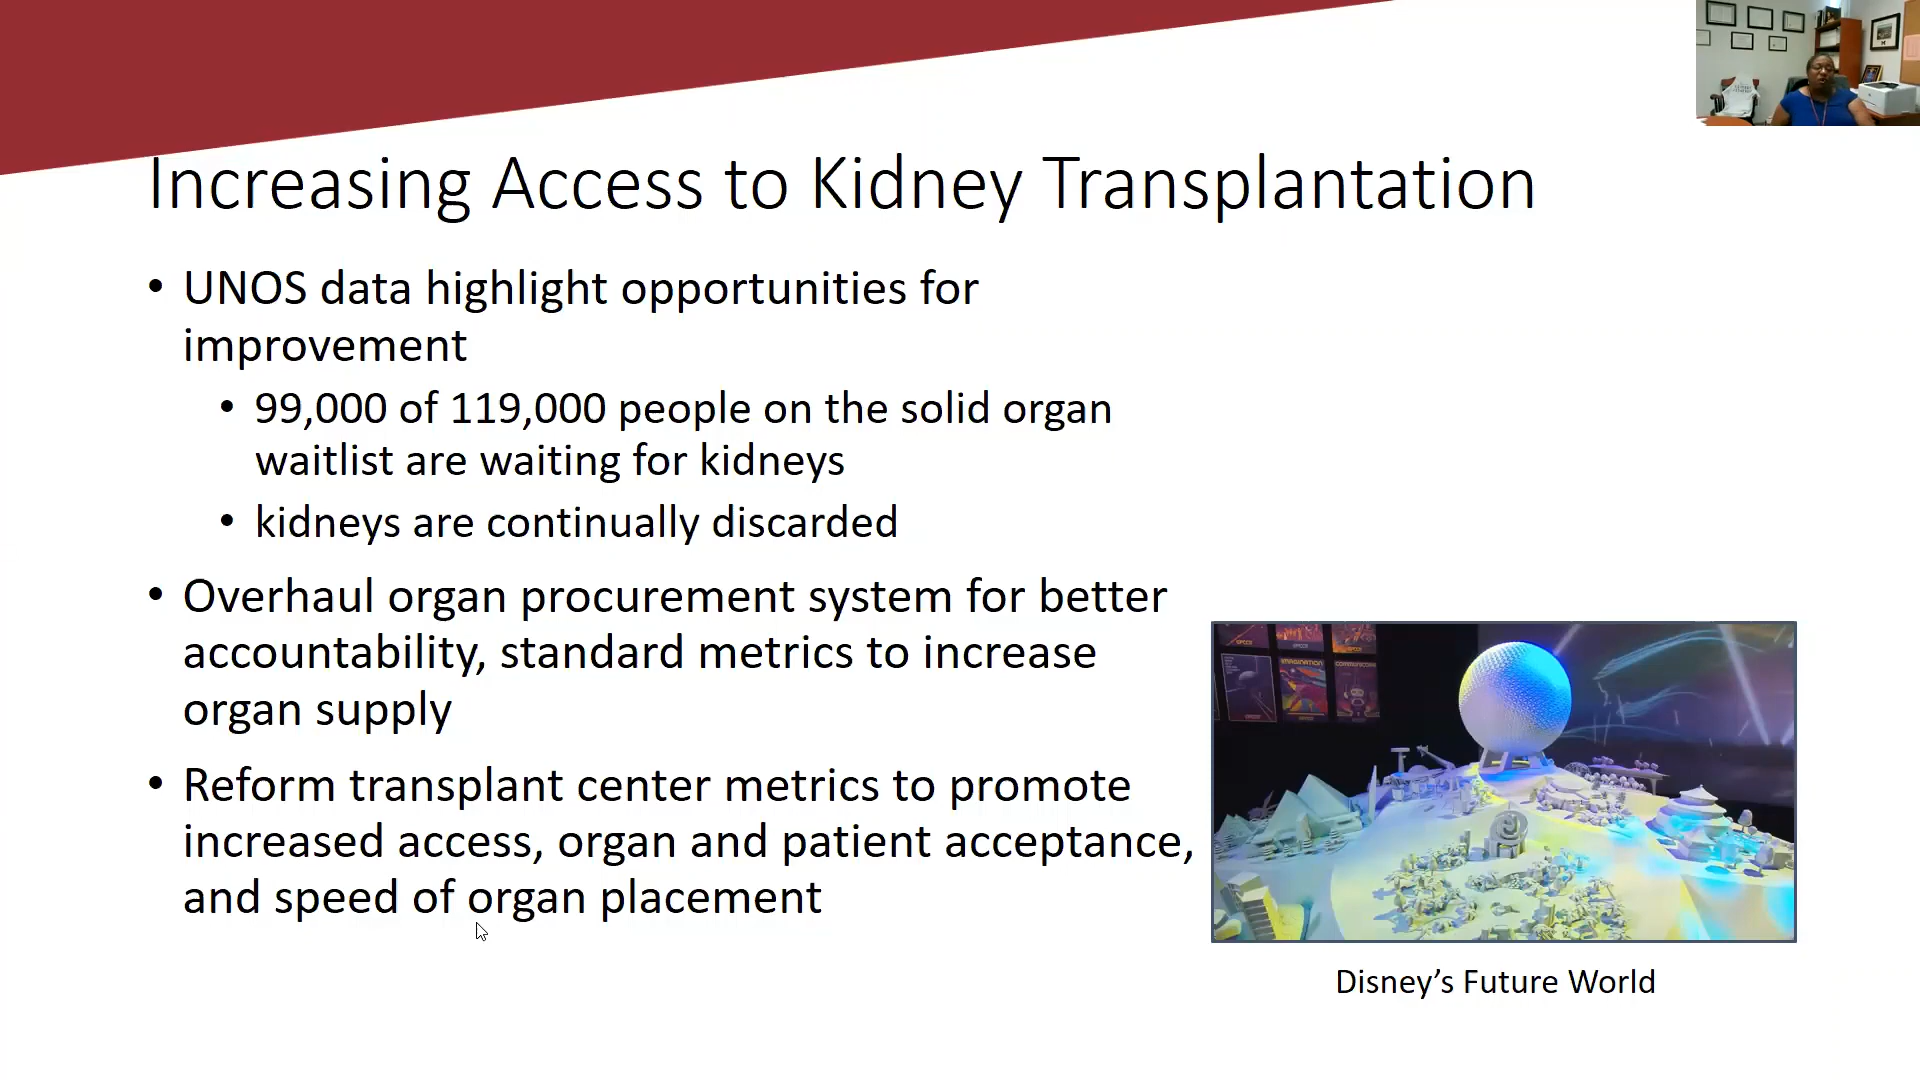 Increasing Access to Kidney Transplantation
• UNOS data highlight opportunities for
improvement
• 99,000 of 119,000 people on the solid organ
waitlist are waiting for kidneys
• kidneys are continually discarded
• Overhaul organ procurement system for better
accountability, standard metrics to increase
organ supply
• Reform transplant center metrics to promote
increased access, organ and patient acceptance,
and speed of organ placement
IMAGINATION
Disney’s Future World